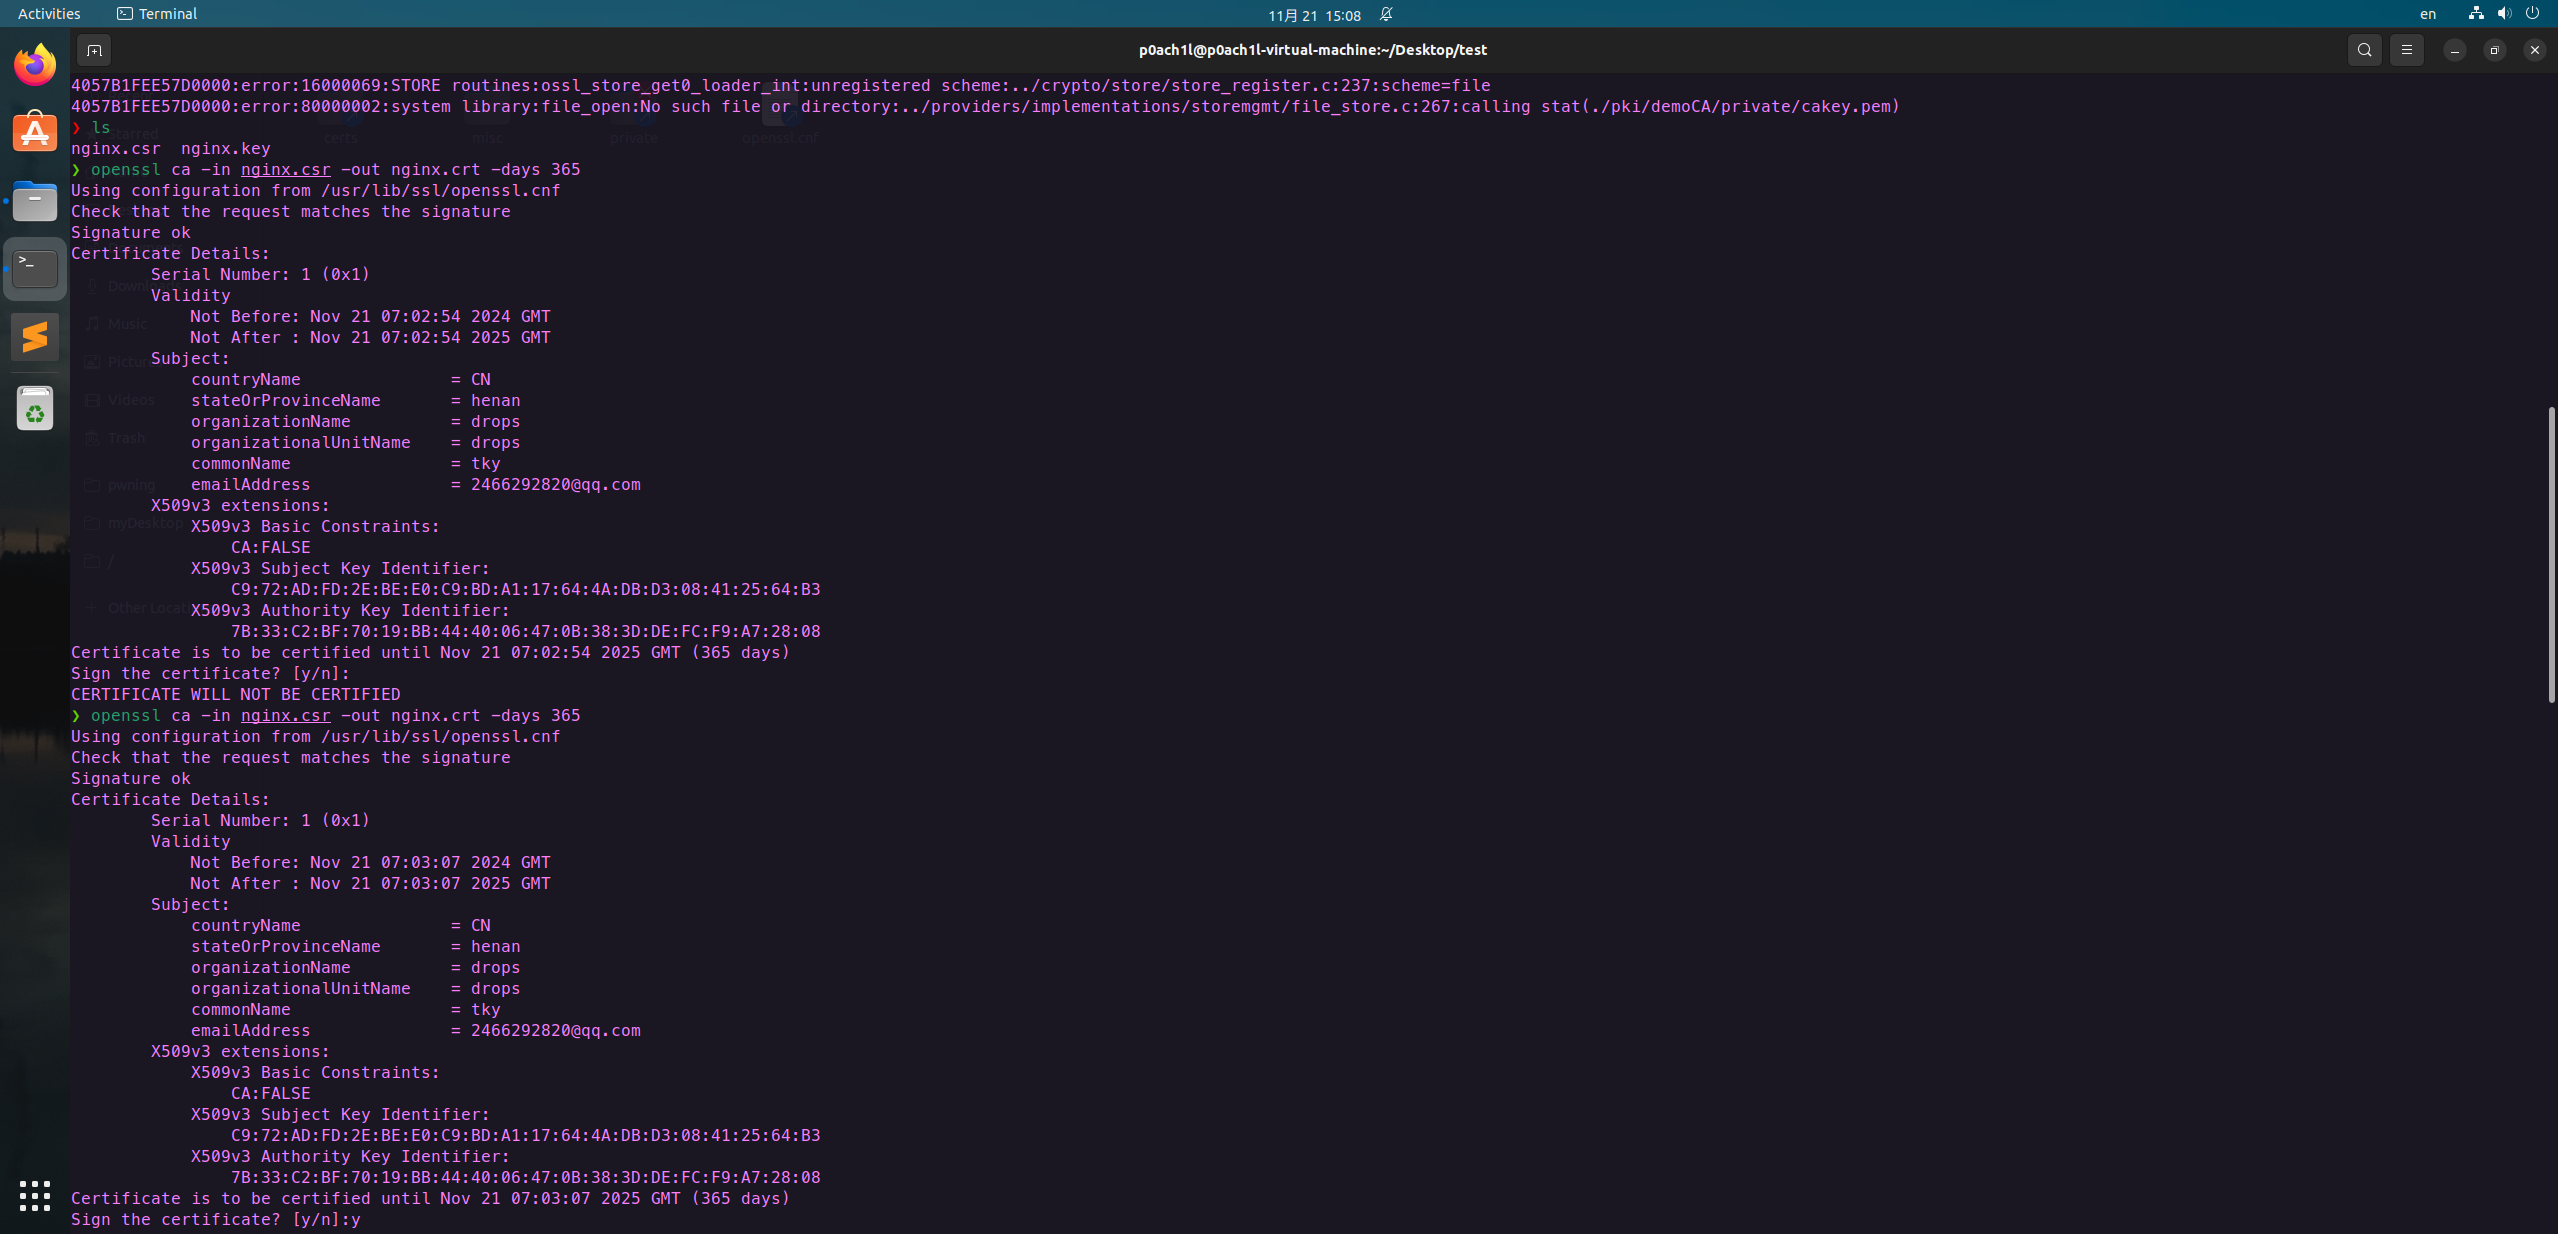 Activities
Terminal
11月 21 15:08
en
p0ach1l@p0ach1l-virtual-machine:~/Desktop/test
4057B1FEE57D0000:error:16000069:STORE routines:ossl_store_get0_loader_int:unregistered scheme:../crypto/store/store_register.c:237:scheme=file
4057B1FEE57D0000:error:80000002:system library:file_open:No such file or directory:../providers/implementations/storemgmt/file_store.c:267:calling stat(./pki/demoCA/private/cakey.pem)
❯ ls
Starred
certs misc private openssl.cnf
nginx.csr  nginx.key
❯ openssl ca -in nginx.csr -out nginx.crt -days 365
Using configuration from /usr/lib/ssl/openssl.cnf
Check that the request matches the signature
Signature ok
Certificate Details:
Serial Number: 1 (0x1)
Downloads
Validity
Not Before: Nov 21 07:02:54 2024 GMT
Music
Not After : Nov 21 07:02:54 2025 GMT
Subject:
Pictures
countryName               = CN
stateOrProvinceName       = henan
Videos
organizationName          = drops
Trash
organizationalUnitName    = drops
commonName                = tky
emailAddress              = 2466292820@qq.com
pwning
X509v3 extensions:
X509v3 Basic Constraints:
myDesktop
CA:FALSE
/
X509v3 Subject Key Identifier:
C9:72:AD:FD:2E:BE:E0:C9:BD:A1:17:64:4A:DB:D3:08:41:25:64:B3
Other Locati
X509v3 Authority Key Identifier:
7B:33:C2:BF:70:19:BB:44:40:06:47:0B:38:3D:DE:FC:F9:A7:28:08
Certificate is to be certified until Nov 21 07:02:54 2025 GMT (365 days)
Sign the certificate? [y/n]:
CERTIFICATE WILL NOT BE CERTIFIED
❯ openssl ca -in nginx.csr -out nginx.crt -days 365
Using configuration from /usr/lib/ssl/openssl.cnf
Check that the request matches the signature
Signature ok
Certificate Details:
Serial Number: 1 (0x1)
Validity
Not Before: Nov 21 07:03:07 2024 GMT
Not After : Nov 21 07:03:07 2025 GMT
Subject:
countryName               = CN
stateOrProvinceName       = henan
organizationName          = drops
organizationalUnitName    = drops
commonName                = tky
emailAddress              = 2466292820@qq.com
X509v3 extensions:
X509v3 Basic Constraints:
CA:FALSE
X509v3 Subject Key Identifier:
C9:72:AD:FD:2E:BE:E0:C9:BD:A1:17:64:4A:DB:D3:08:41:25:64:B3
X509v3 Authority Key Identifier:
7B:33:C2:BF:70:19:BB:44:40:06:47:0B:38:3D:DE:FC:F9:A7:28:08
Certificate is to be certified until Nov 21 07:03:07 2025 GMT (365 days)
Sign the certificate? [y/n]:y